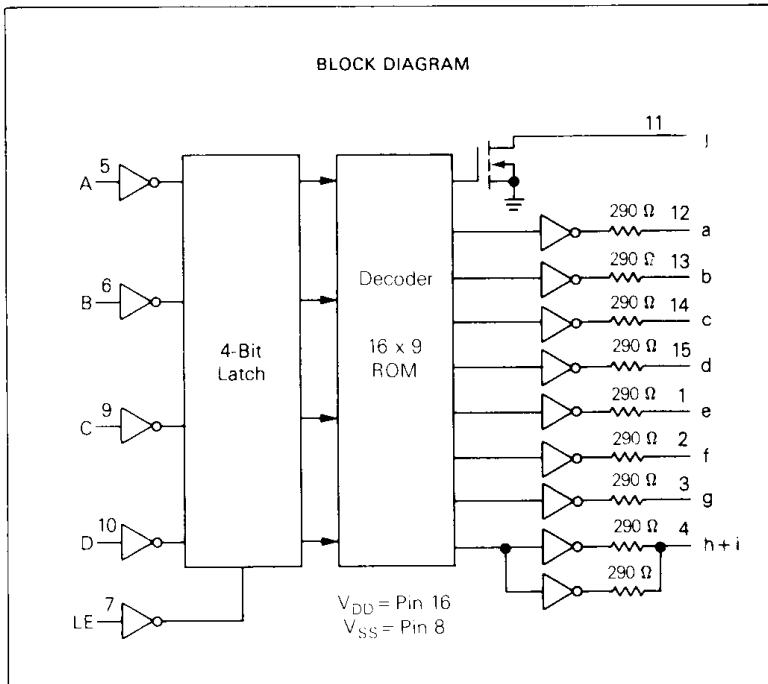 BLOCK DIAGRAM
11 j
A 5
290 Ω 12 a
290 Ω 13 b
B 6
Decoder
290 Ω 14 c
4-Bit
Latch
16 x 9
ROM
290 Ω 15 d
290 Ω 1 e
C 9
290 Ω 2 f
290 Ω 3 g
D 10
290 Ω 4 h + i
290 Ω
LE 7
VDD = Pin 16
VSS = Pin 8